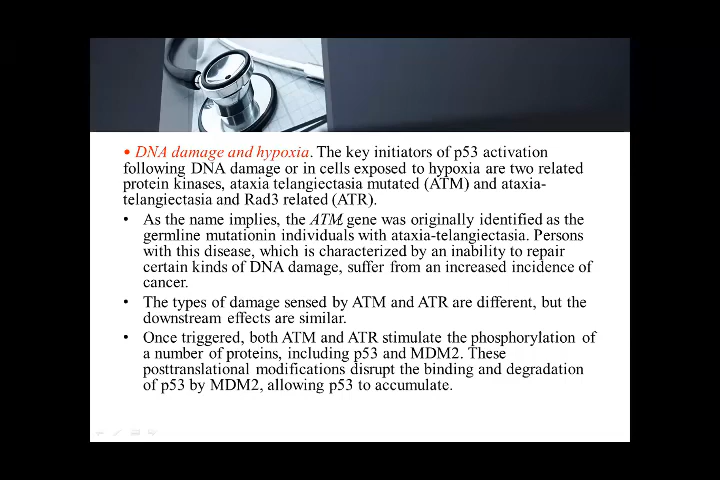 • DNA damage and hypoxia. The key initiators of p53 activation
following DNA damage or in cells exposed to hypoxia are two related
protein kinases, ataxia telangiectasia mutated (ATM) and ataxia-
telangiectasia and Rad3 related (ATR).
• As the name implies, the ATM gene was originally identified as the
germline mutationin individuals with ataxia-telangiectasia. Persons
with this disease, which is characterized by an inability to repair
certain kinds of DNA damage, suffer from an increased incidence of
cancer.
• The types of damage sensed by ATM and ATR are different, but the
downstream effects are similar.
• Once triggered, both ATM and ATR stimulate the phosphorylation of
a number of proteins, including p53 and MDM2. These
posttranslational modifications disrupt the binding and degradation
of p53 by MDM2, allowing p53 to accumulate.